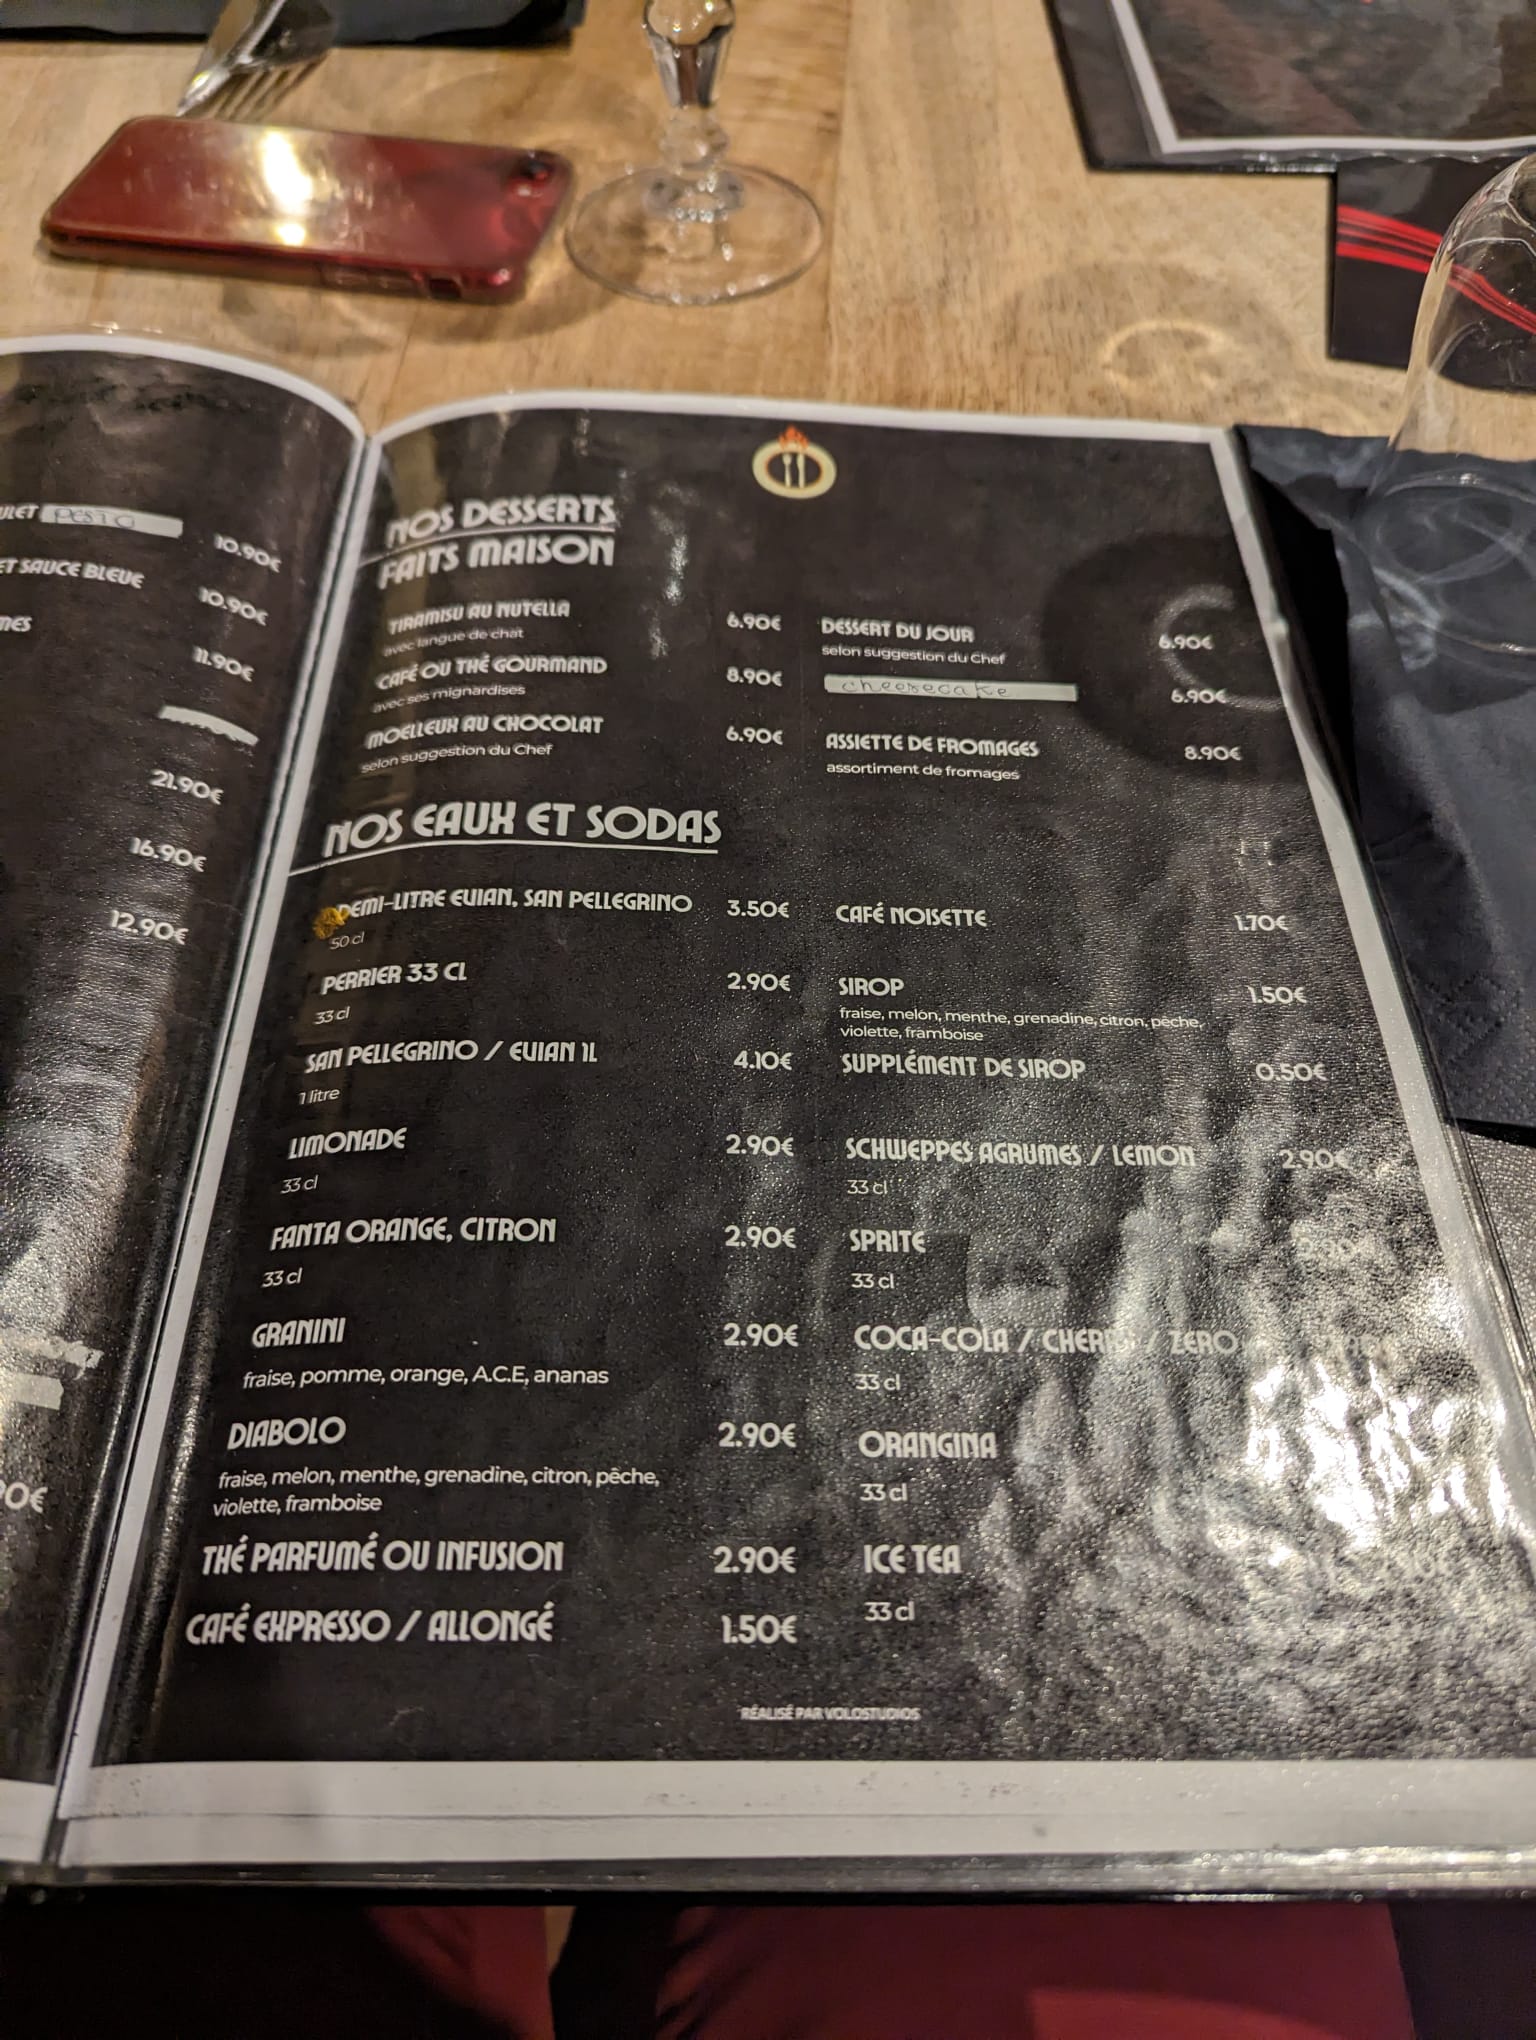 PESTO
10.90€
ET SAUCE BLEUE
10.90€
11.90€
21.90€
16.90€
12.90€
NOS DESSERTS
FAITS MAISON
TIRAMISU AU NUTELLA 6.90€
avec langue de chat
CAFÉ OU THÉ GOURMAND 8.90€
avec ses mignardises
MOELLEUX AU CHOCOLAT 6.90€
selon suggestion du Chef
DESSERT DU JOUR 6.90€
selon suggestion du Chef
cheesecake 6.90€
ASSIETTE DE FROMAGES 8.90€
assortiment de fromages
NOS EAUX ET SODAS
DEMI-LITRE EVIAN, SAN PELLEGRINO 3.50€
50 cl
PERRIER 33 CL 2.90€
33 cl
SAN PELLEGRINO / EVIAN 1L 4.10€
1 litre
LIMONADE 2.90€
33 cl
FANTA ORANGE, CITRON 2.90€
33 cl
GRANINI 2.90€
fraise, pomme, orange, A.C.E, ananas
DIABOLO 2.90€
fraise, melon, menthe, grenadine, citron, pêche,
violette, framboise
THÉ PARFUMÉ OU INFUSION 2.90€
CAFÉ EXPRESSO / ALLONGÉ 1.50€
CAFÉ NOISETTE 1.70€
SIROP 1.50€
fraise, melon, menthe, grenadine, citron, pêche,
violette, framboise
SUPPLÉMENT DE SIROP 0.50€
SCHWEPPES AGRUMES / LEMON 2.90€
33 cl
SPRITE
33 cl
COCA-COLA / CHERRY / ZERO
33 cl
ORANGINA
33 cl
ICE TEA
33 cl
RÉALISÉ PAR VOLOSTUDIOS